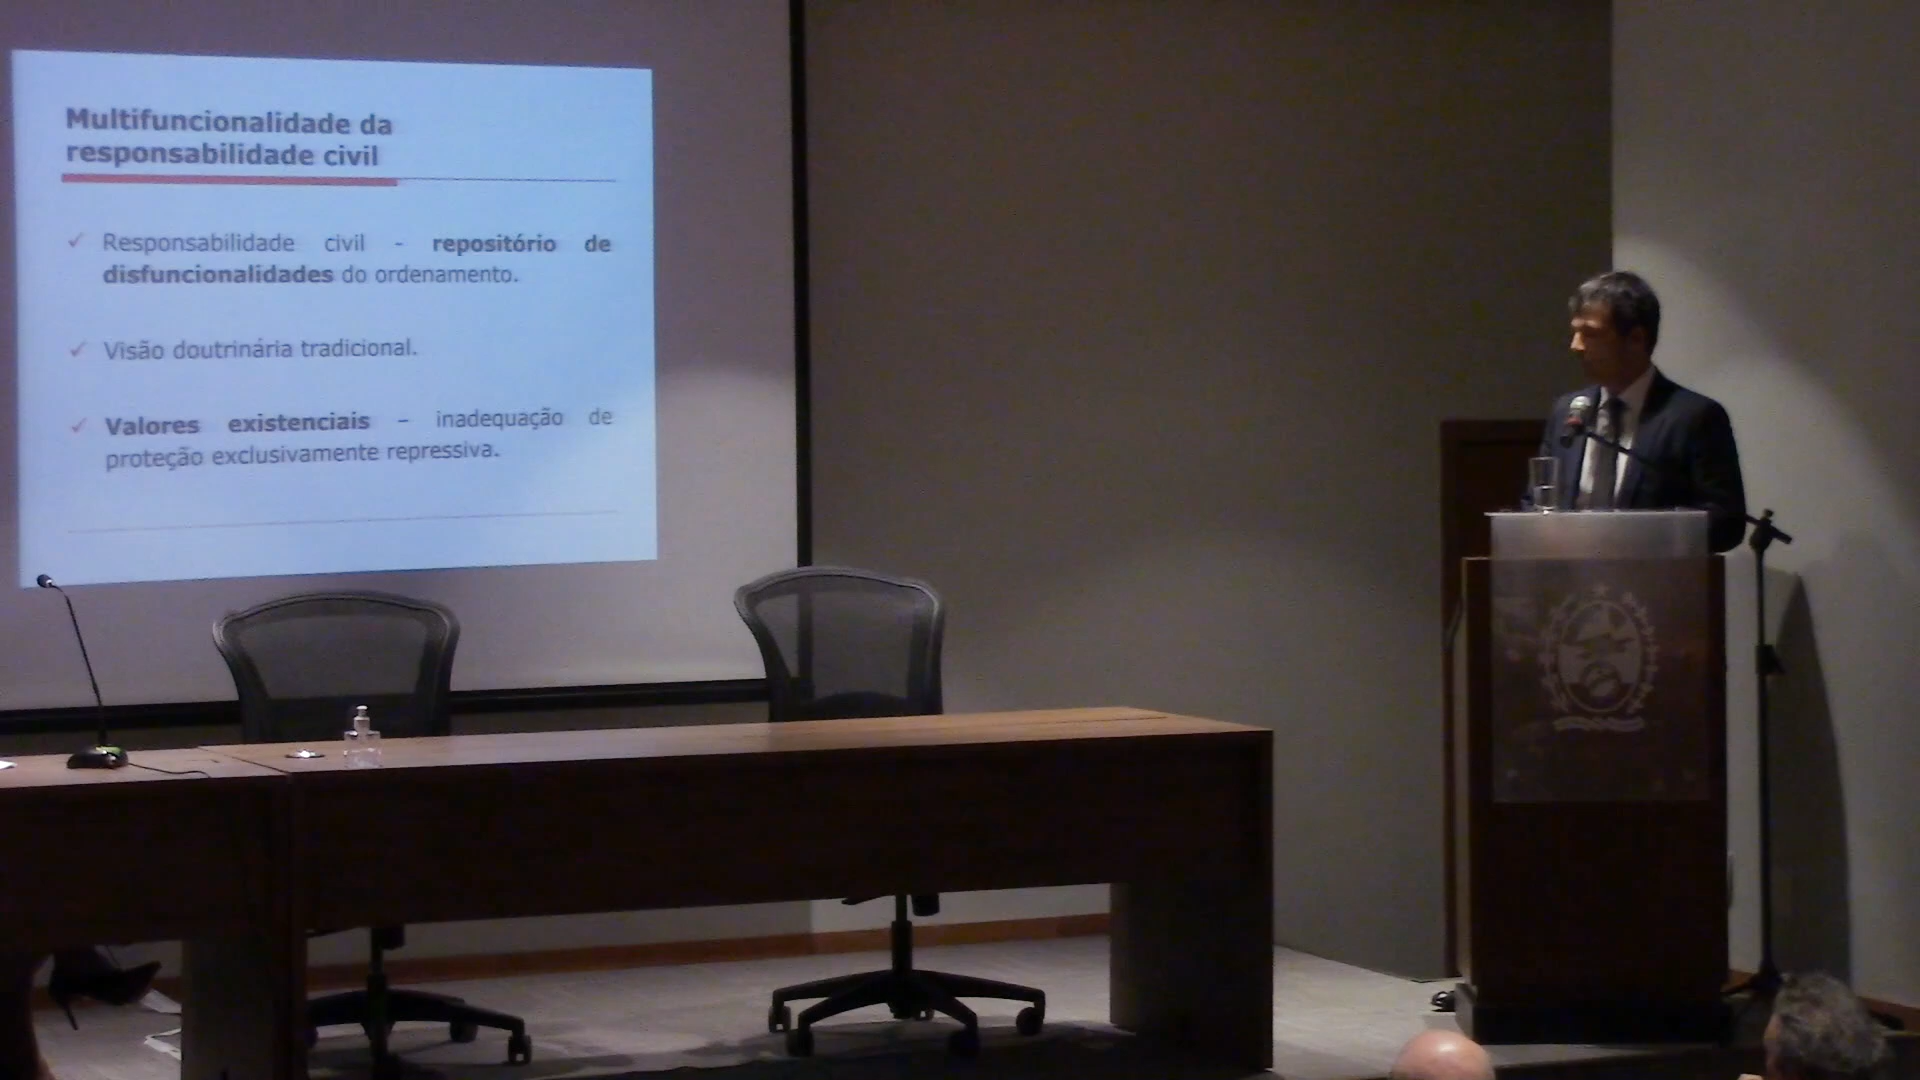 Multifuncionalidade da
responsabilidade civil
Responsabilidade civil - repositório de
disfuncionalidades do ordenamento.
Visão doutrinária tradicional.
Valores existenciais – inadequação de
proteção exclusivamente repressiva.